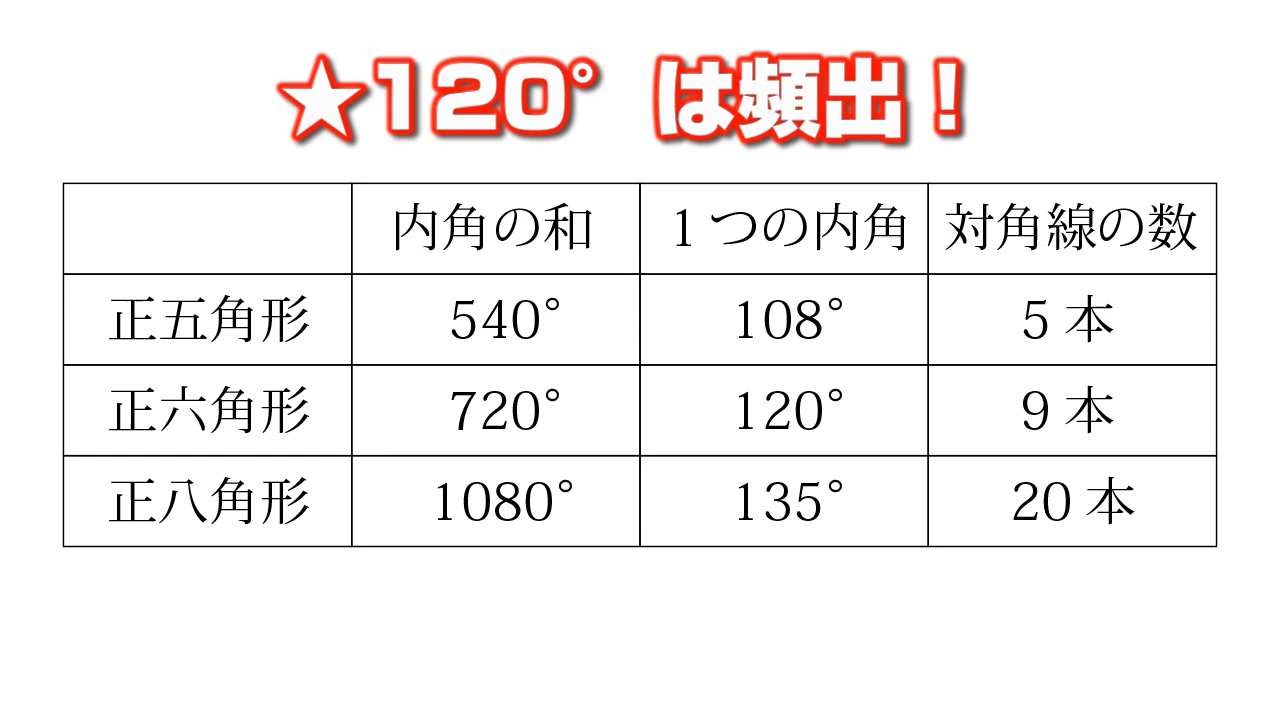 ★120°は頻出！
内角の和 1つの内角 対角線の数
正五角形 540° 108° 5本
正六角形 720° 120° 9本
正八角形 1080° 135° 20本